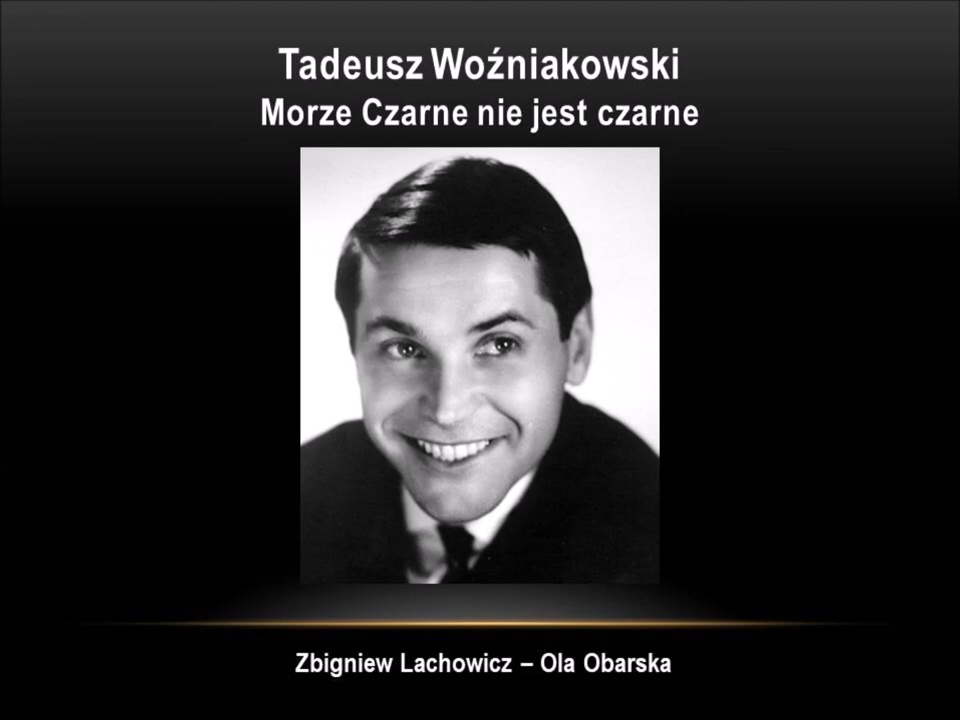 Tadeusz Woźniakowski
Morze Czarne nie jest czarne
Zbigniew Lachowicz – Ola Obarska